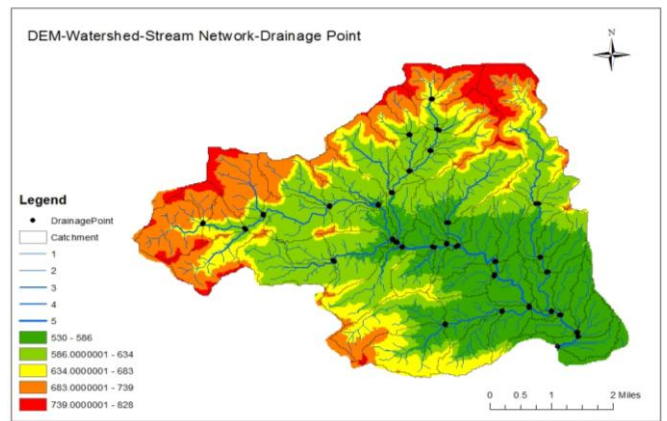 DEM-Watershed-Stream Network-Drainage Point
N
Legend
DrainagePoint
Catchment
1
2
3
4
5
530 - 586
586.0000001 - 634
634.0000001 - 683
683.0000001 - 739
739.0000001 - 828
0 0.5 1 2 Miles